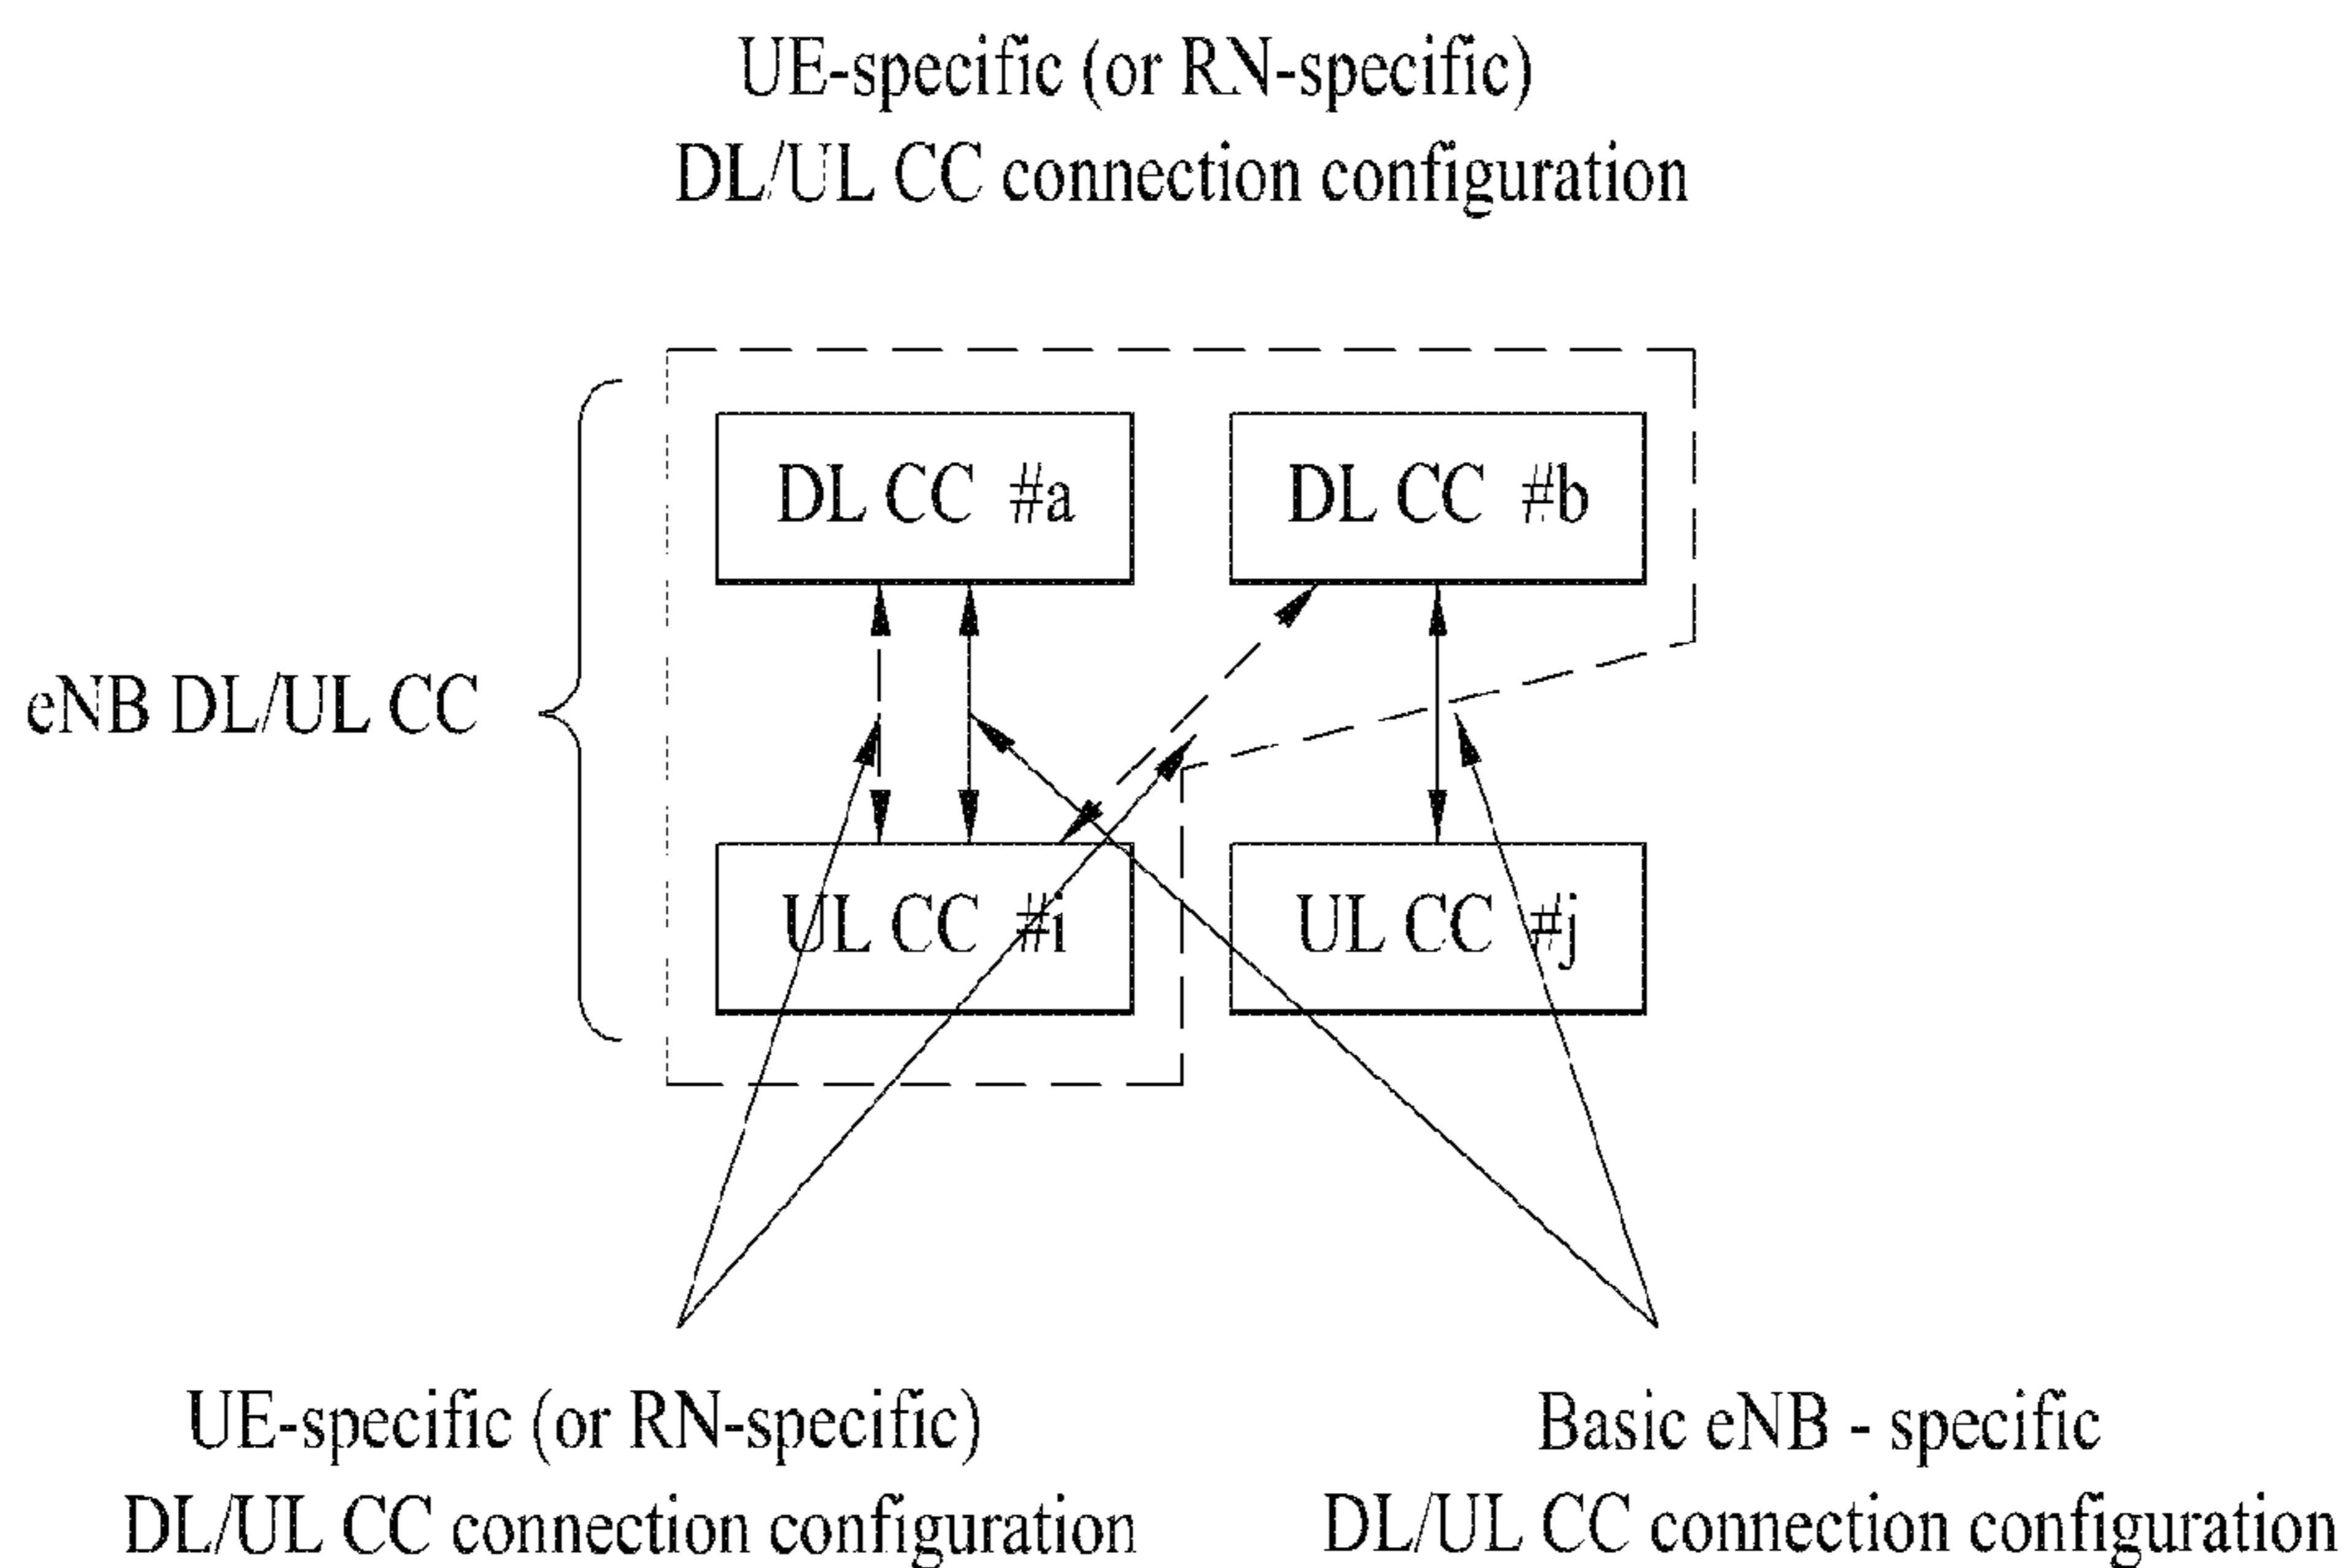 UE-specific (or RN-specific)
DL/UL CC connection configuration
DL CC #a
DL CC #b
eNB DL/UL CC
UL CC #i
UL CC #j
UE-specific (or RN-specific)
DL/UL CC connection configuration
Basic eNB - specific
DL/UL CC connection configuration